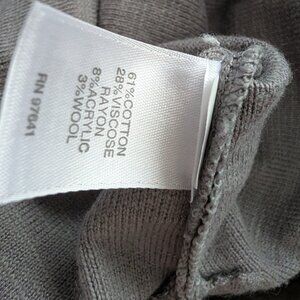 61%COTTON
28%VISCOSE
RAYON
8%ACRYLIC
3%WOOL
RN 97641